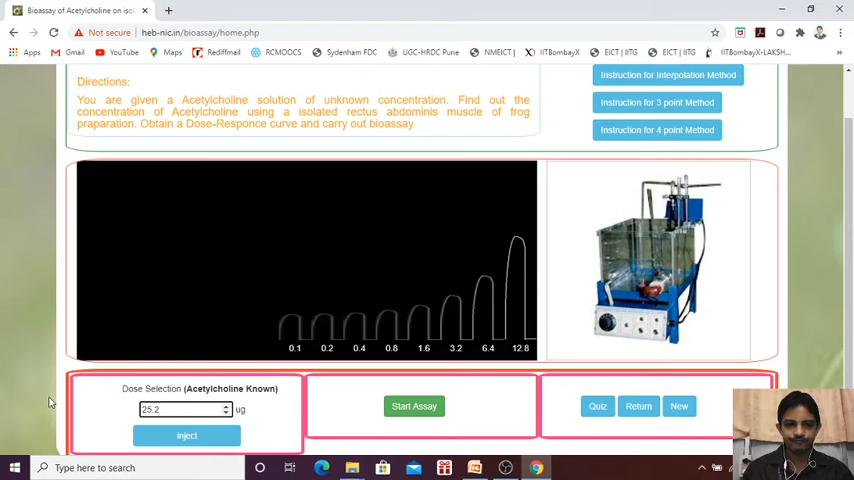 Bioassay of Acetylcholine on isol
Not secure | heb-nic.in/bioassay/home.php
Apps Gmail YouTube Maps Rediffmail RCMOOCS Sydenham FDC UGC-HRDC Pune NMEICT | IITBombayX EICT | IITG EICT | IITG IITBombayX-LAKSH...
Directions:
You are given a Acetylcholine solution of unknown concentration. Find out the
concentration of Acetylcholine using a isolated rectus abdominis muscle of frog
praparation. Obtain a Dose-Responce curve and carry out bioassay
Instruction for Interpolation Method
Instruction for 3 point Method
Instruction for 4 point Method
0.1 0.2 0.4 0.8 1.6 3.2 6.4 12.8
Dose Selection (Acetylcholine Known)
25.2 ug
inject
Start Assay
Quiz Return New
Type here to search